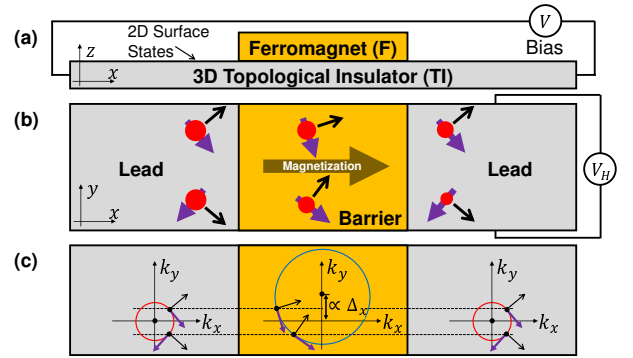 (a)
2D Surface
States
z
x
Ferromagnet (F)
3D Topological Insulator (TI)
V
Bias
(b)
Lead
Magnetization
Barrier
Lead
y
x
V_H
(c)
k_y
k_x
k_y
∝ Δ_x
k_x
k_y
k_x